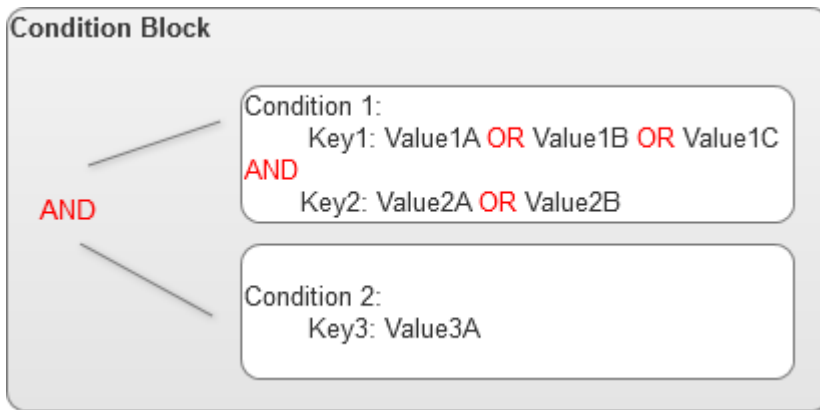 Condition Block
Condition 1:
Key1: Value1A OR Value1B OR Value1C
AND
Key2: Value2A OR Value2B
AND
Condition 2:
Key3: Value3A